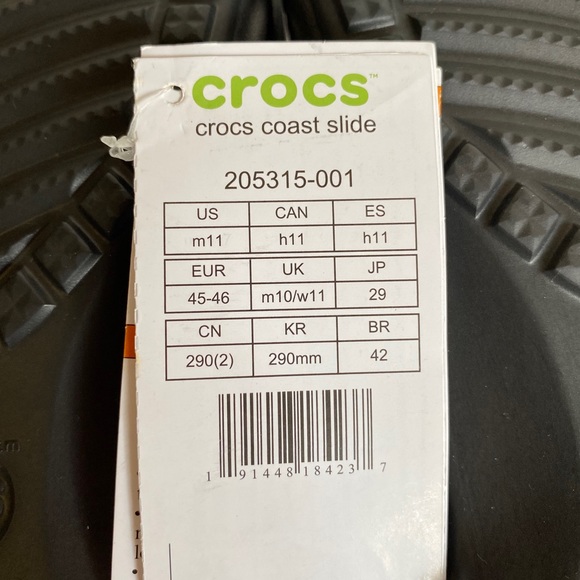 crocs™
crocs coast slide
205315-001
US CAN ES
m11 h11 h11
EUR UK JP
45-46 m10/w11 29
CN KR BR
290(2) 290mm 42
1 91448 18423 7